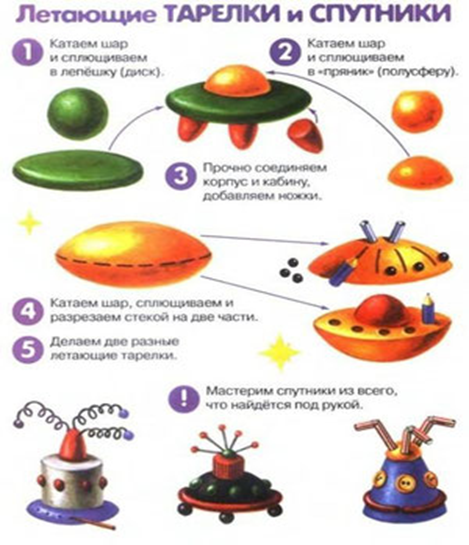 Летающие ТАРЕЛКИ и СПУТНИКИ
1 Катаем шар
и сплющиваем
в лепёшку (диск).
2 Катаем шар
и сплющиваем
в «пряник» (полусферу).
3 Прочно соединяем
корпус и кабину,
добавляем ножки.
4 Катаем шар, сплющиваем и
разрезаем стекой на две части.
5 Делаем две разные
летающие тарелки.
! Мастерим спутники из всего,
что найдётся под рукой.